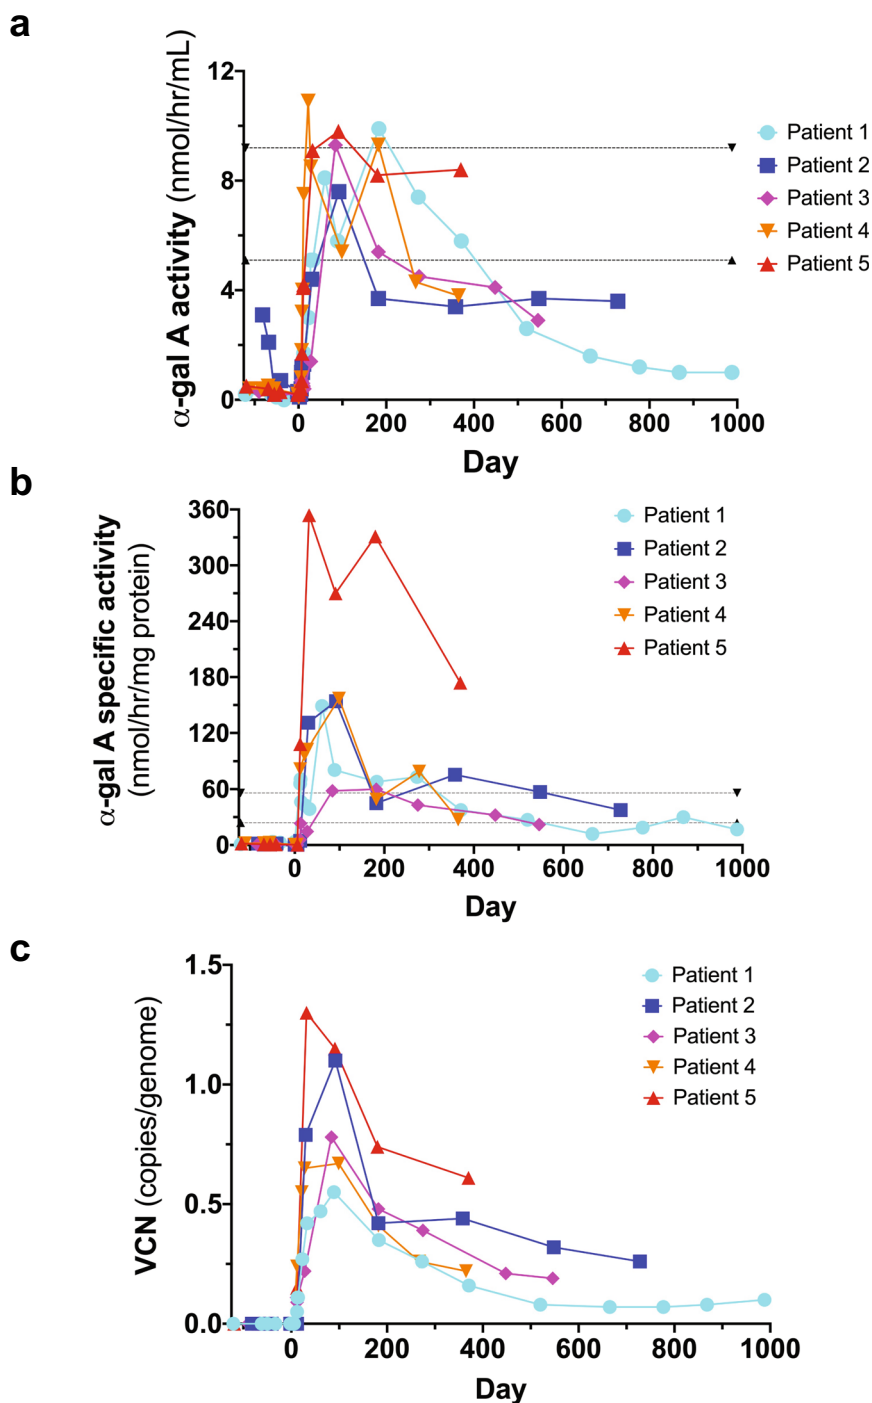 a
α-gal A activity (nmol/hr/mL)
12
8
4
0
0
200
400
600
800
1000
Day
Patient 1
Patient 2
Patient 3
Patient 4
Patient 5
b
α-gal A specific activity
(nmol/hr/mg protein)
360
300
240
180
120
60
0
0
200
400
600
800
1000
Day
Patient 1
Patient 2
Patient 3
Patient 4
Patient 5
c
VCN (copies/genome)
1.5
1.0
0.5
0.0
0
200
400
600
800
1000
Day
Patient 1
Patient 2
Patient 3
Patient 4
Patient 5